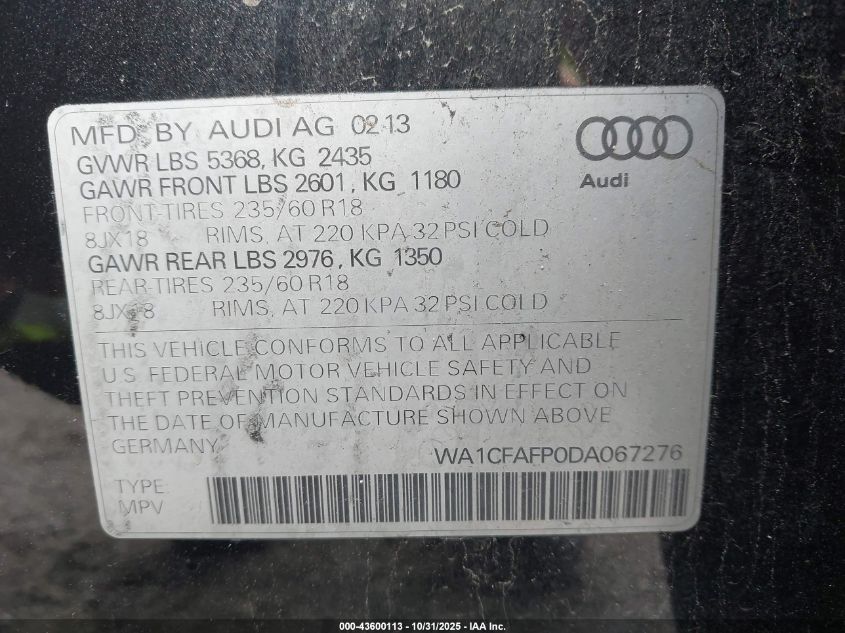 MFD. BY AUDI AG 02.13
GVWR LBS 5368, KG 2435
GAWR FRONT LBS 2601, KG 1180
FRONT-TIRES 235/60 R18
8JX18 RIMS, AT 220 KPA 32 PSI COLD
GAWR REAR LBS 2976, KG 1350
REAR-TIRES 235/60 R18
8JX18 RIMS, AT 220 KPA 32 PSI COLD
Audi
THIS VEHICLE CONFORMS TO ALL APPLICABLE
U.S. FEDERAL MOTOR VEHICLE SAFETY AND
THEFT PREVENTION STANDARDS IN EFFECT ON
THE DATE OF MANUFACTURE SHOWN ABOVE
GERMANY
WA1CFAFP0DA067276
TYPE:
MPV
000-43600113 - 10/31/2025 - IAA Inc.